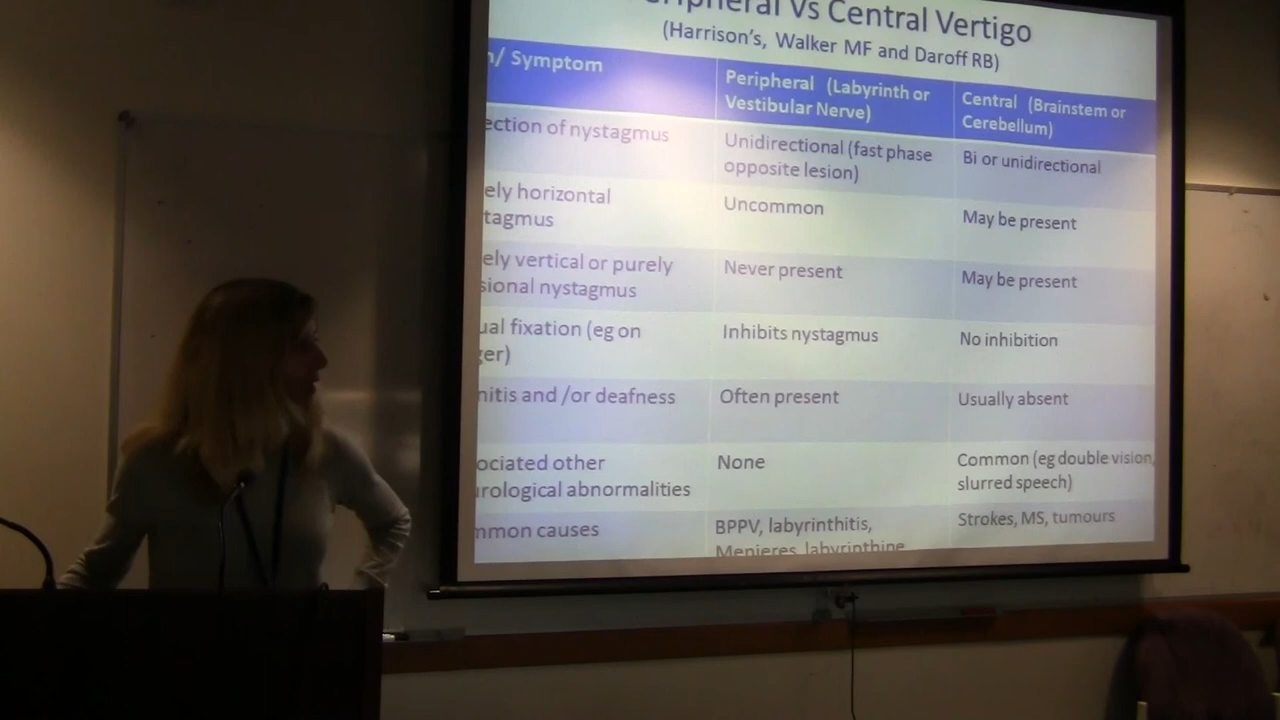 Vs Central Vertigo
(Harrison's, Walker MF and Daroff RB)
/ Symptom
Peripheral (Labyrinth or
Vestibular Nerve)
Central (Brainstem or
Cerebellum)
ection of nystagmus
Unidirectional (fast phase
opposite lesion)
Bi or unidirectional
ely horizontal
tagmus
Uncommon
May be present
ely vertical or purely
sional nystagmus
Never present
May be present
ual fixation (eg on
ger)
Inhibits nystagmus
No inhibition
nitis and /or deafness
Often present
Usually absent
ociated other
urological abnormalities
None
Common (eg double vision,
slurred speech)
mmon causes
BPPV, labyrinthitis,
Menieres, labyrinthine
Strokes, MS, tumours